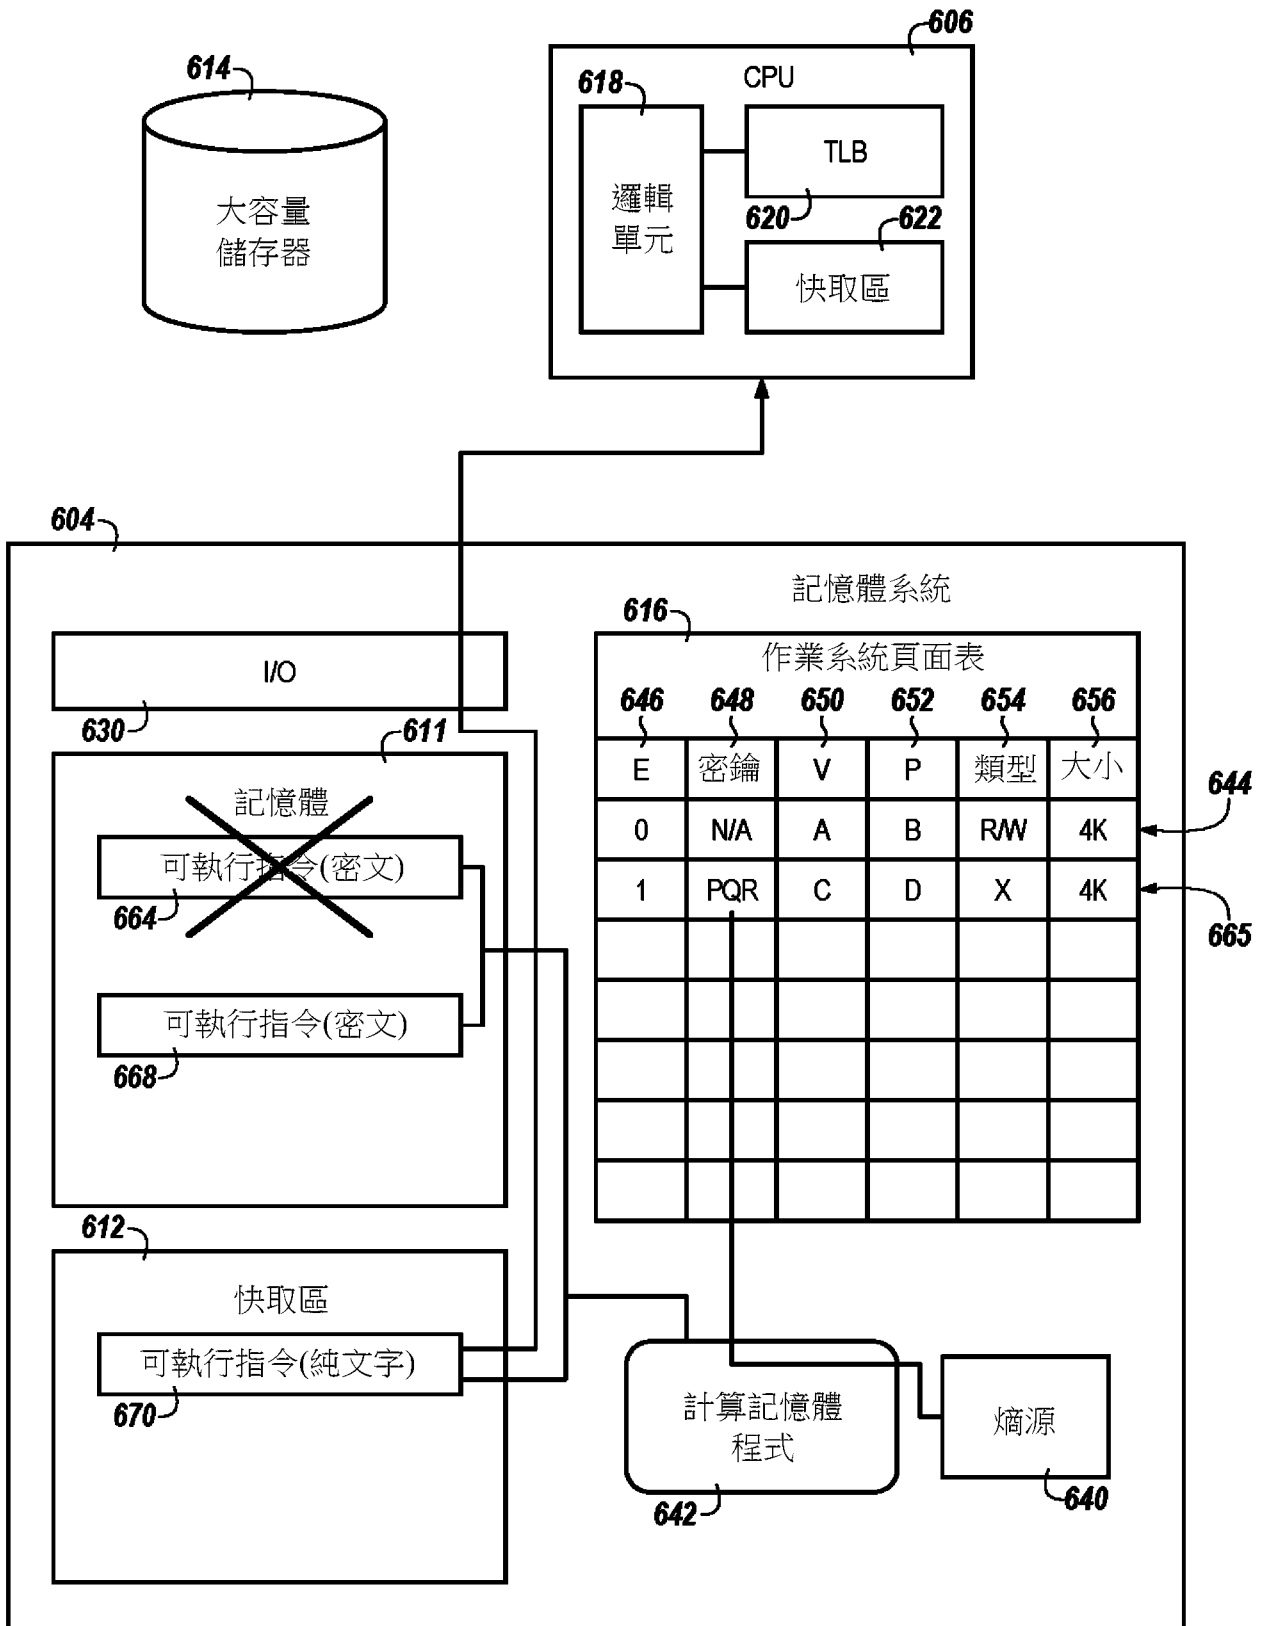 606
CPU
614
618
TLB
大容量
儲存器
邏輯
單元
620
622
快取區
604
記憶體系統
616
作業系統頁面表
I/O
630
611
646 648 650 652 654 656
E 密鑰 V P 類型 大小
0 N/A A B R/W 4K
644
1 PQR C D X 4K
665
記憶體
可執行指令(密文)
664
可執行指令(密文)
668
612
快取區
可執行指令(純文字)
670
計算記憶體
程式
642
熵源
640